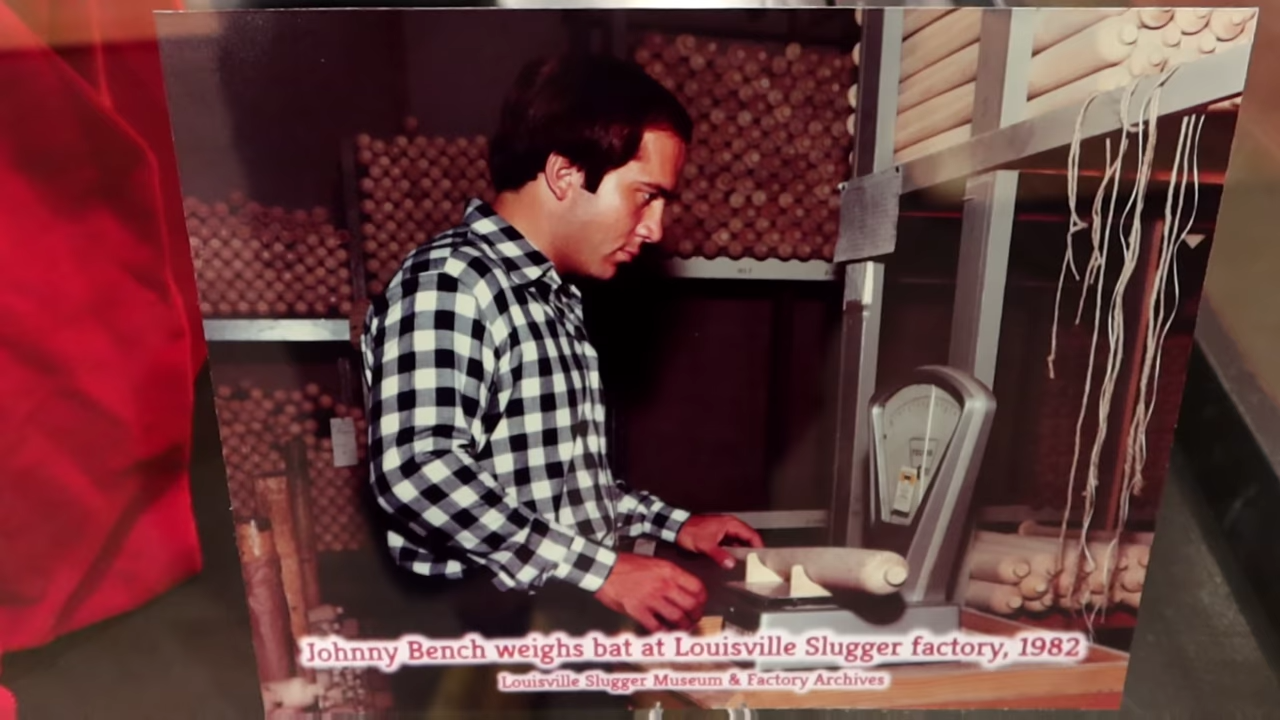 Johnny Bench weighs bat at Louisville Slugger factory, 1982
Louisville Slugger Museum & Factory Archives